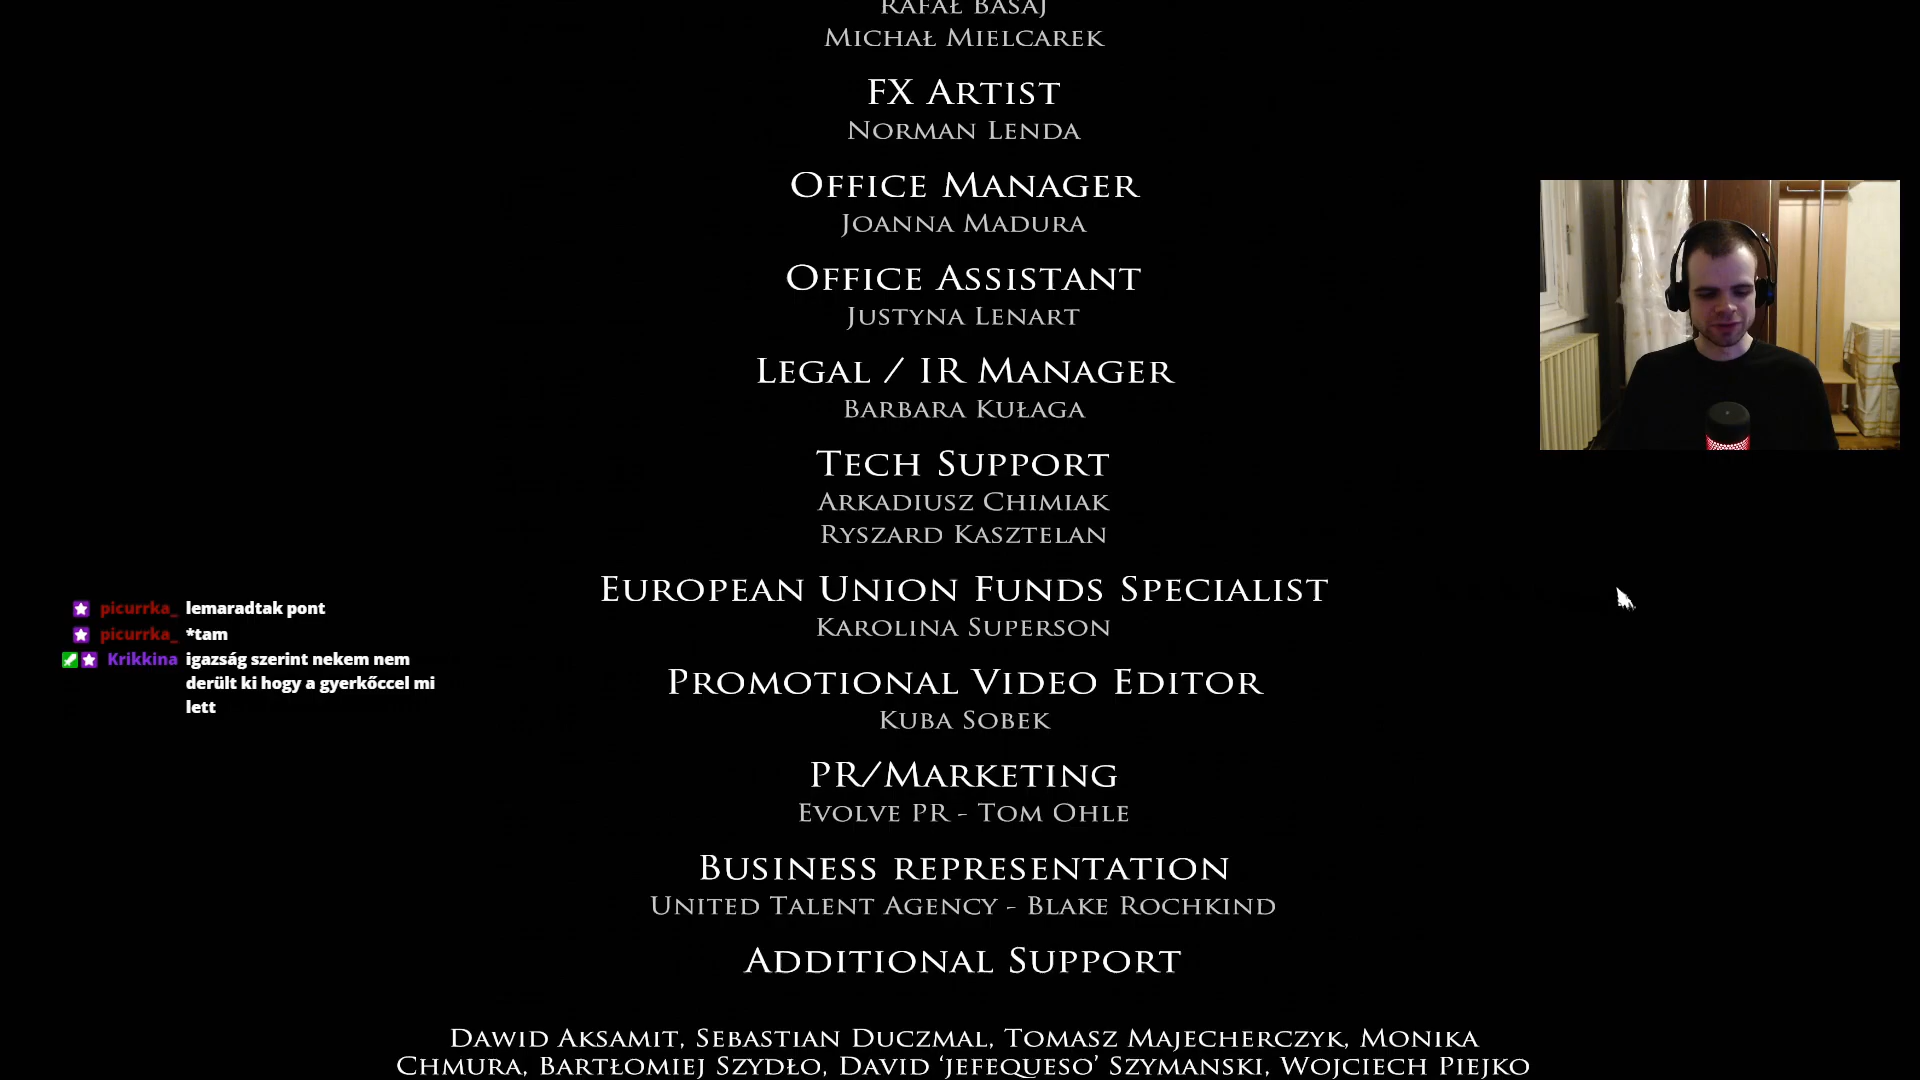 Rafał Basaj
Michał Mielcarek
FX Artist
Norman Lenda
Office Manager
Joanna Madura
Office Assistant
Justyna Lenart
Legal / IR Manager
Barbara Kułaga
Tech Support
Arkadiusz Chimiak
Ryszard Kasztelan
European Union Funds Specialist
Karolina Superson
Promotional Video Editor
Kuba Sobek
PR/Marketing
Evolve PR - Tom Ohle
Business representation
United Talent Agency - Blake Rochkind
Additional Support
Dawid Aksamit, Sebastian Duczmal, Tomasz Majecherczyk, Monika
Chmura, Bartłomiej Szydło, David ‘jefequeso’ Szymanski, Wojciech Piejko
picurrka_ lemaradtak pont
picurrka_ *tam
Krikkina igazság szerint nekem nem
derült ki hogy a gyerkőccel mi
lett